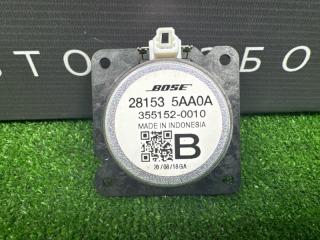 BOSE
28153 5AA0A
355152-0010
MADE IN INDONESIA
B